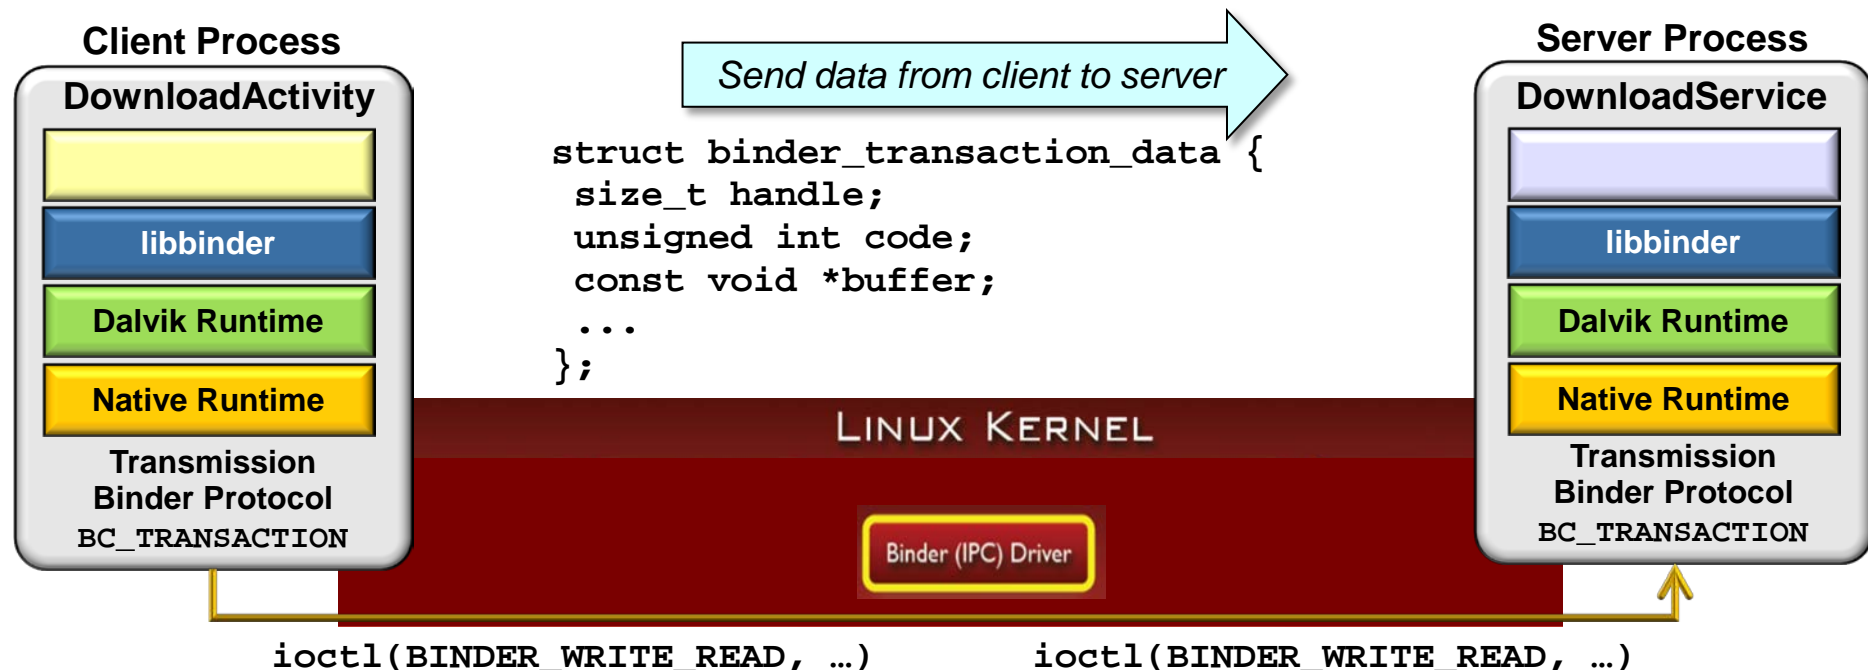 Client Process
DownloadActivity
libbinder
Dalvik Runtime
Native Runtime
Transmission
Binder Protocol
BC_TRANSACTION
Send data from client to server
struct binder_transaction_data {
size_t handle;
unsigned int code;
const void *buffer;
...
};
LINUX KERNEL
Binder (IPC) Driver
Server Process
DownloadService
libbinder
Dalvik Runtime
Native Runtime
Transmission
Binder Protocol
BC_TRANSACTION
ioctl(BINDER_WRITE_READ, …)
ioctl(BINDER_WRITE_READ, …)